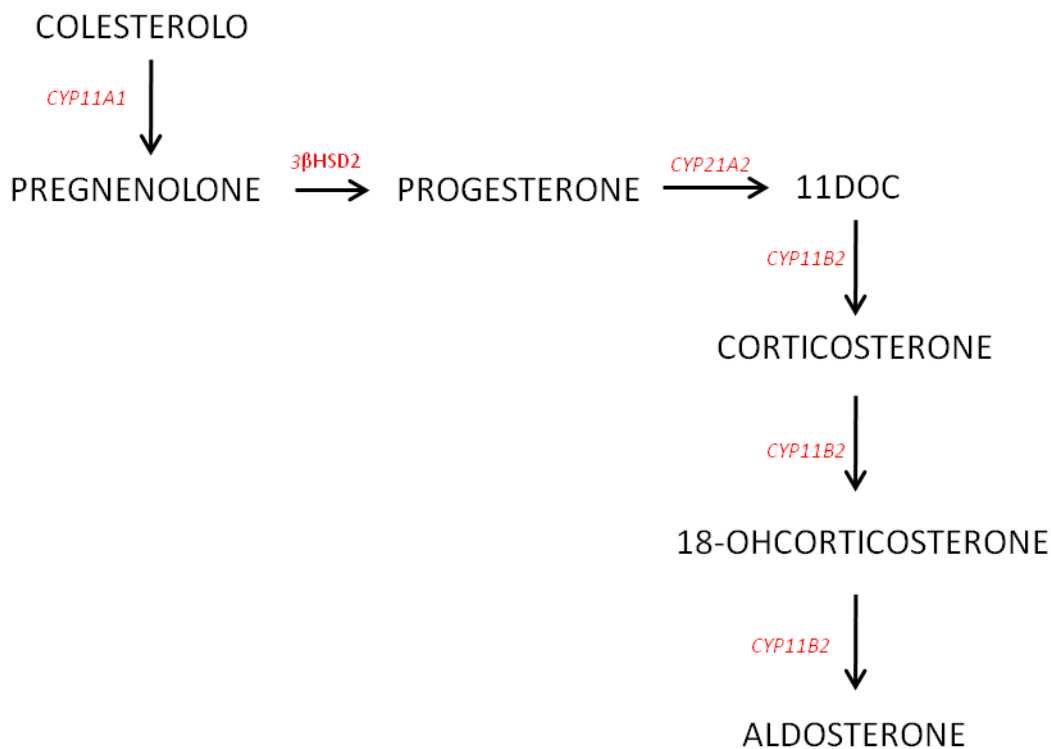 COLESTEROLO
CYP11A1
PREGNENOLONE
3βHSD2
PROGESTERONE
CYP21A2
11DOC
CYP11B2
CORTICOSTERONE
CYP11B2
18-OHCORTICOSTERONE
CYP11B2
ALDOSTERONE